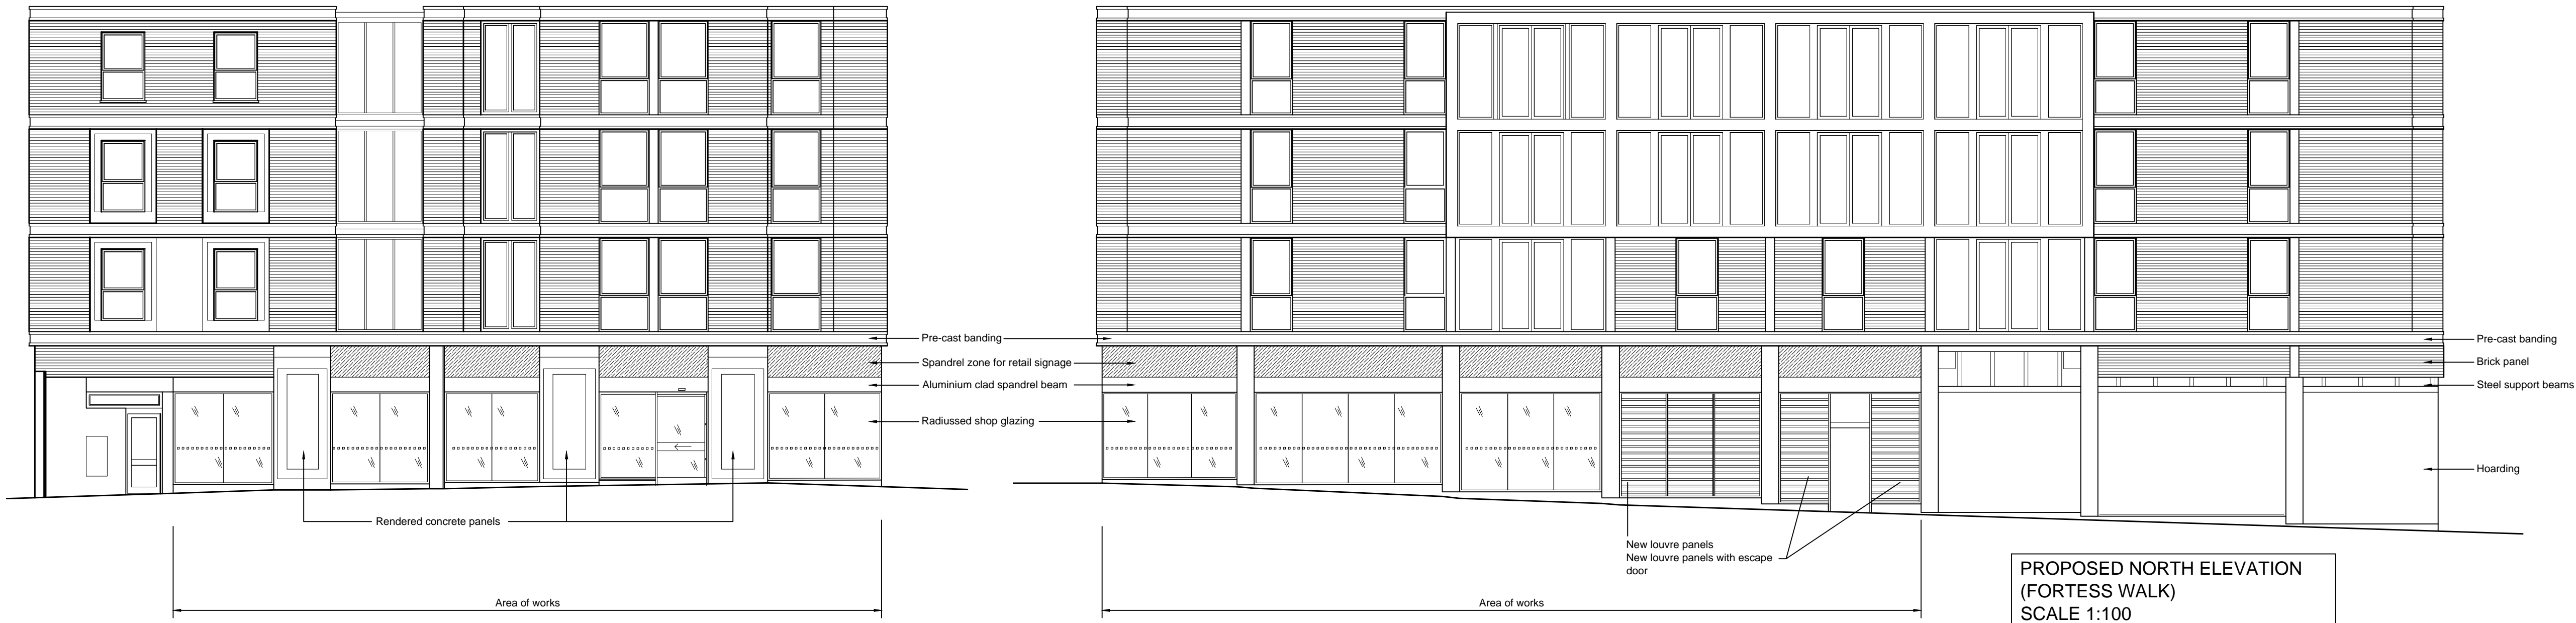 Pre-cast banding
Spandrel zone for retail signage
Aluminium clad spandrel beam
Radiussed shop glazing
Rendered concrete panels
Area of works
Pre-cast banding
Brick panel
Steel support beams
Hoarding
New louvre panels
New louvre panels with escape
door
Area of works
PROPOSED NORTH ELEVATION
(FORTESS WALK)
SCALE 1:100